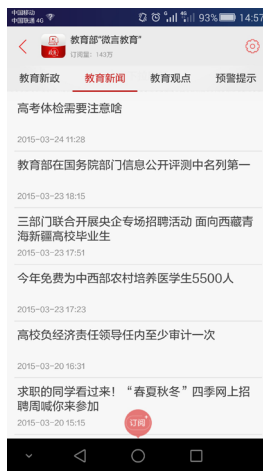 中国移动
中国联通 4G
93% 14:57
教育部"微言教育"
订阅量：143万
教育新政 教育新闻 教育观点 预警提示
高考体检需要注意啥
2015-03-24 11:28
教育部在国务院部门信息公开评测中名列第一
2015-03-23 18:15
三部门联合开展央企专场招聘活动 面向西藏青
海新疆高校毕业生
2015-03-23 17:51
今年免费为中西部农村培养医学生5500人
2015-03-23 17:23
高校负经济责任领导任内至少审计一次
2015-03-20 16:31
求职的同学看过来！“春夏秋冬”四季网上招
聘周喊你来参加
2015-03-20 15:15
订阅